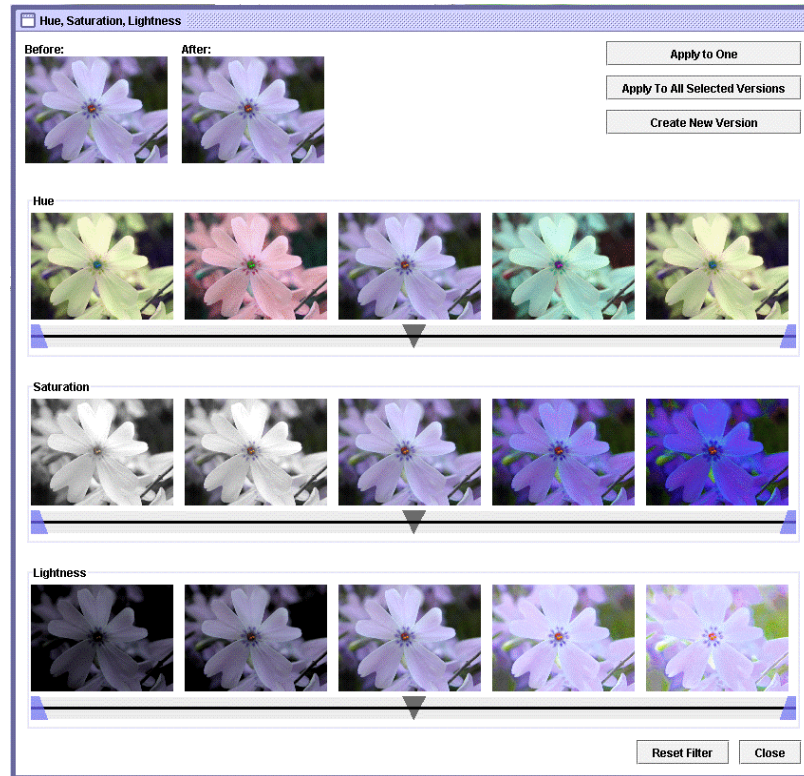 Hue, Saturation, Lightness
Before:
After:
Apply to One
Apply To All Selected Versions
Create New Version
Hue
Saturation
Lightness
Reset Filter
Close